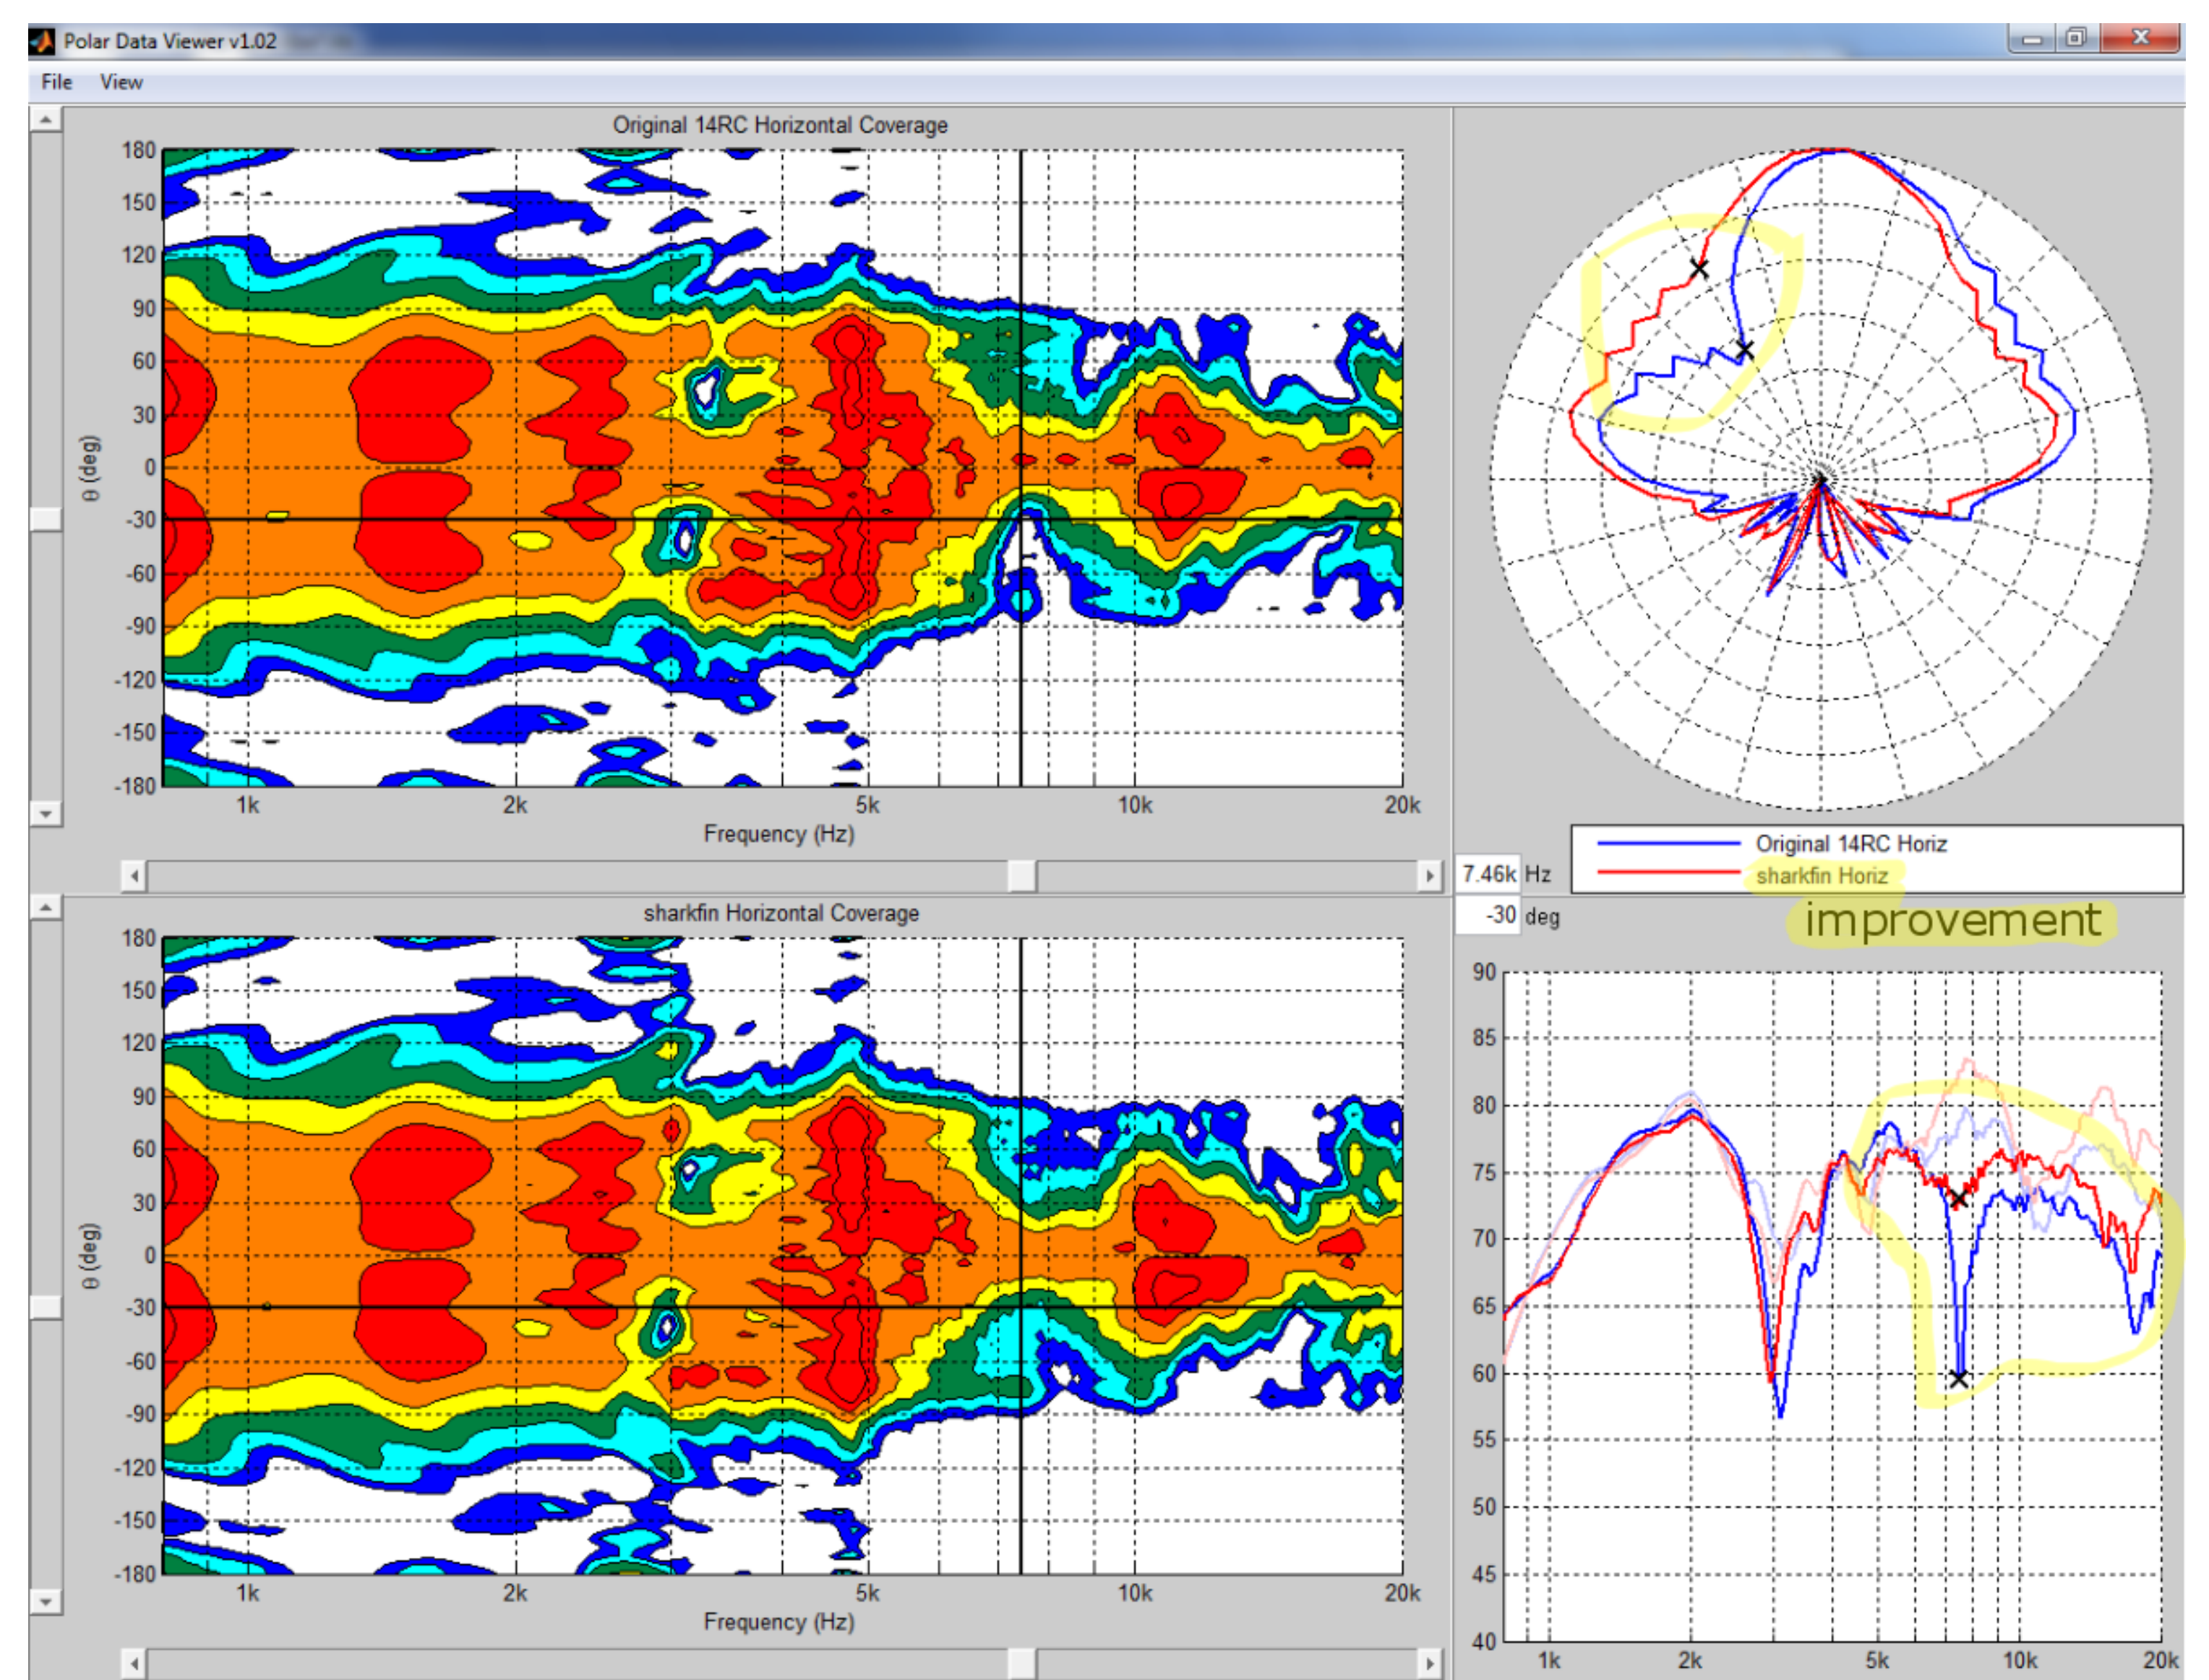 Polar Data Viewer v1.02
File View
Original 14RC Horizontal Coverage
180
150
120
90
60
30
0
-30
-60
-90
-120
-150
-180
θ (deg)
1k 2k 5k 10k 20k
Frequency (Hz)
Original 14RC Horiz
sharkfin Horiz
7.46k Hz
-30 deg
improvement
sharkfin Horizontal Coverage
180
150
120
90
60
30
0
-30
-60
-90
-120
-150
-180
θ (deg)
1k 2k 5k 10k 20k
Frequency (Hz)
90
85
80
75
70
65
60
55
50
45
40
1k 2k 5k 10k 20k